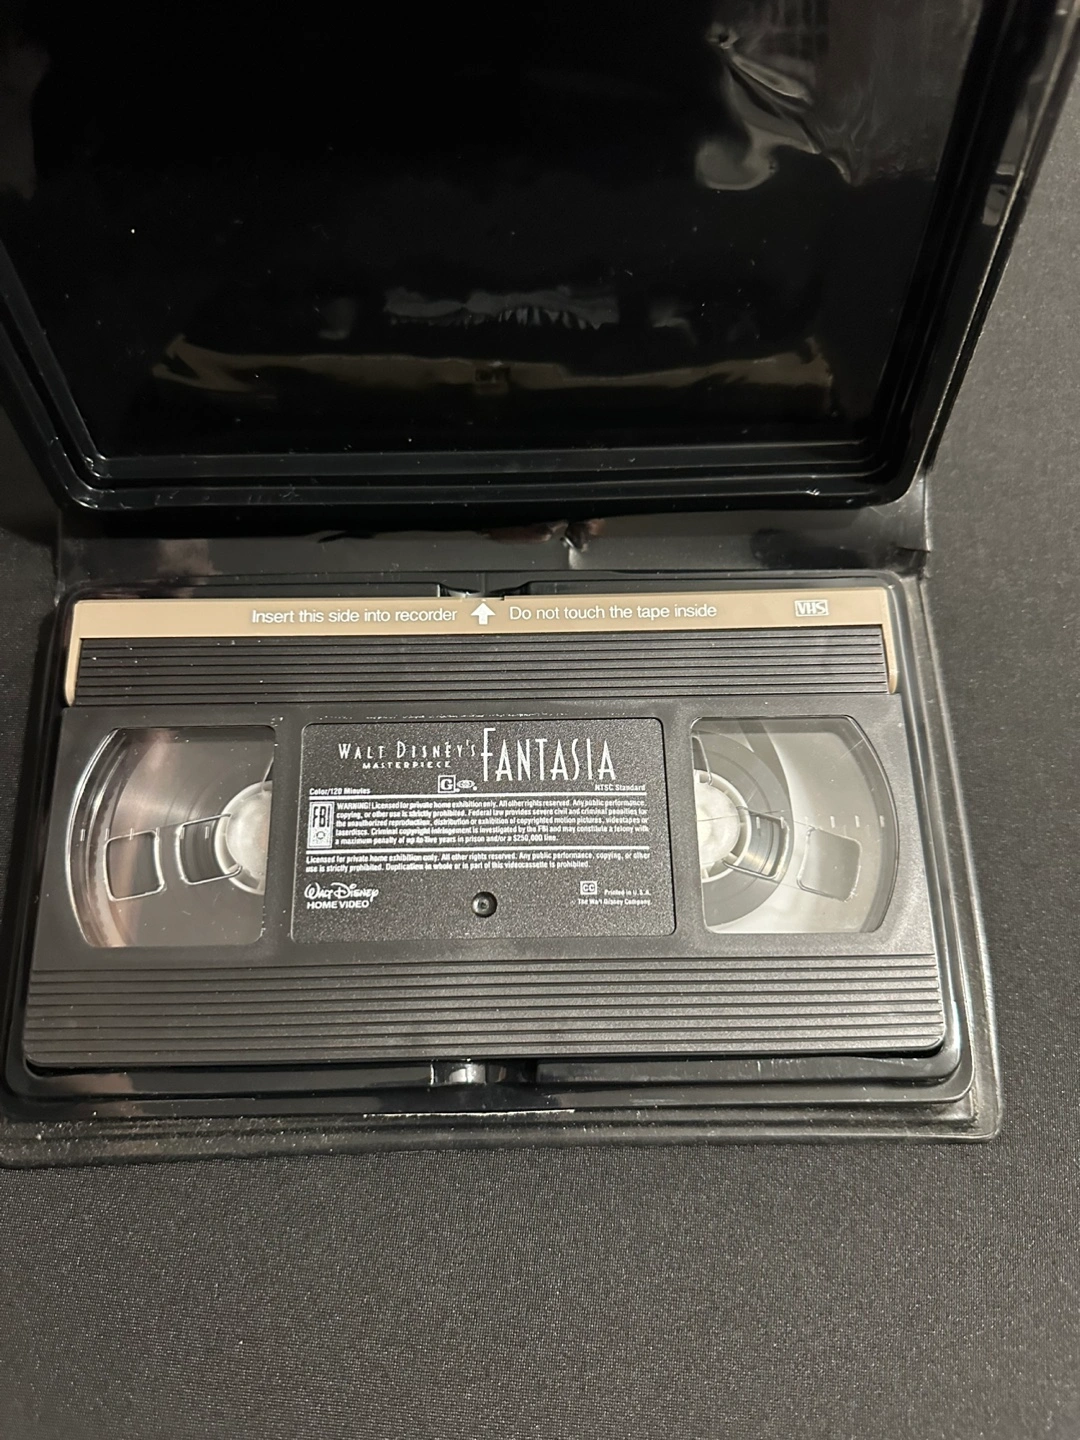 Insert this side into recorder Do not touch the tape inside VHS
WALT DISNEY'S FANTASIA
MASTERPIECE
G CC
Color/120 Minutes NTSC Standard
FBI
WARNING! Licensed for private home exhibition only. All other rights reserved. Any public performance,
copying, or other use is strictly prohibited. Federal law provides severe civil and criminal penalties for
the unauthorized reproduction, distribution or exhibition of copyrighted motion pictures, videotapes or
laserdiscs. Criminal copyright infringement is investigated by the FBI and may constitute a felony with
a maximum penalty of up to five years in prison and/or a $250,000 fine.
Licensed for private home exhibition only. All other rights reserved. Any public performance, copying, or other
use is strictly prohibited. Duplication in whole or in part of this videocassette is prohibited.
WALT DISNEY
HOME VIDEO
CC Printed in U.S.A.
The Walt Disney Company